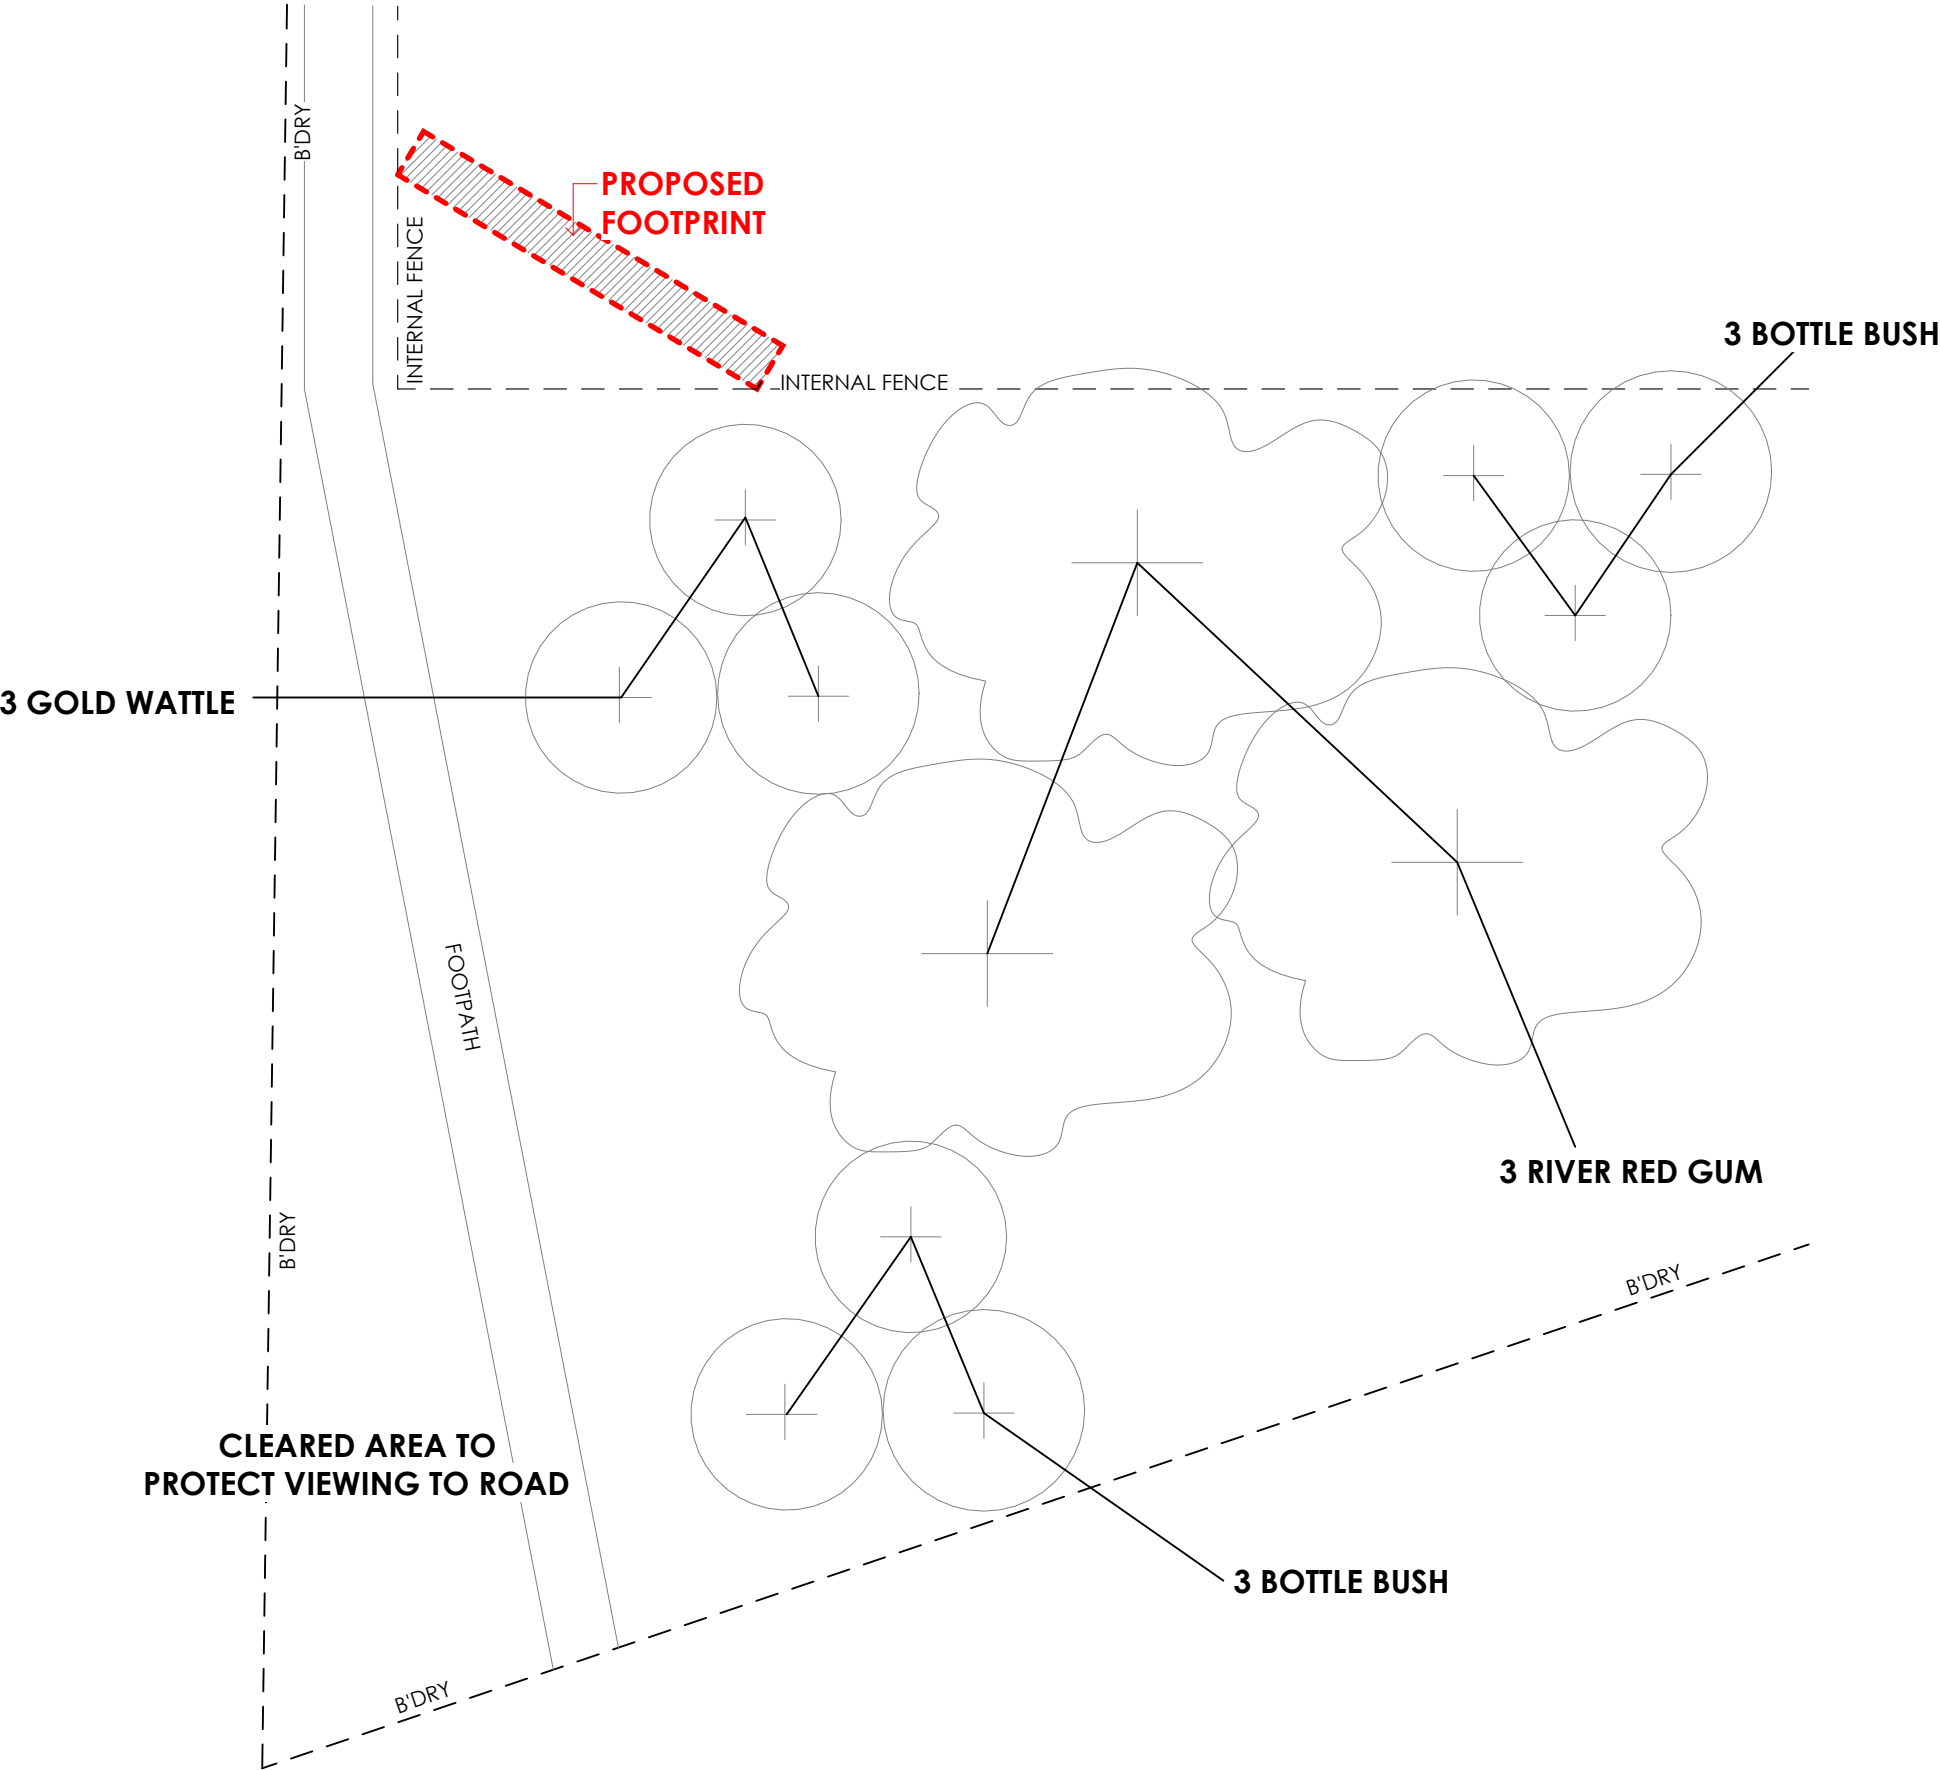 B'DRY
PROPOSED
FOOTPRINT
INTERNAL FENCE
INTERNAL FENCE
3 BOTTLE BUSH
3 GOLD WATTLE
FOOTPATH
3 RIVER RED GUM
B'DRY
B'DRY
CLEARED AREA TO
PROTECT VIEWING TO ROAD
3 BOTTLE BUSH
B'DRY